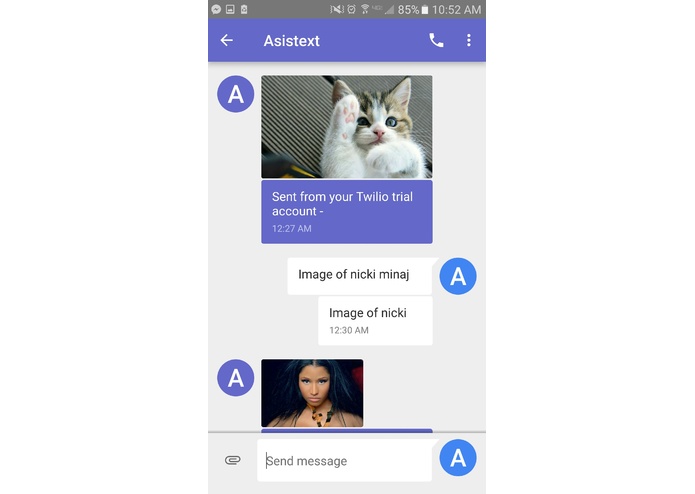 85% 10:52 AM
Asistext
A
Sent from your Twilio trial
account -
12:27 AM
Image of nicki minaj
A
Image of nicki
12:30 AM
A
Send message
A